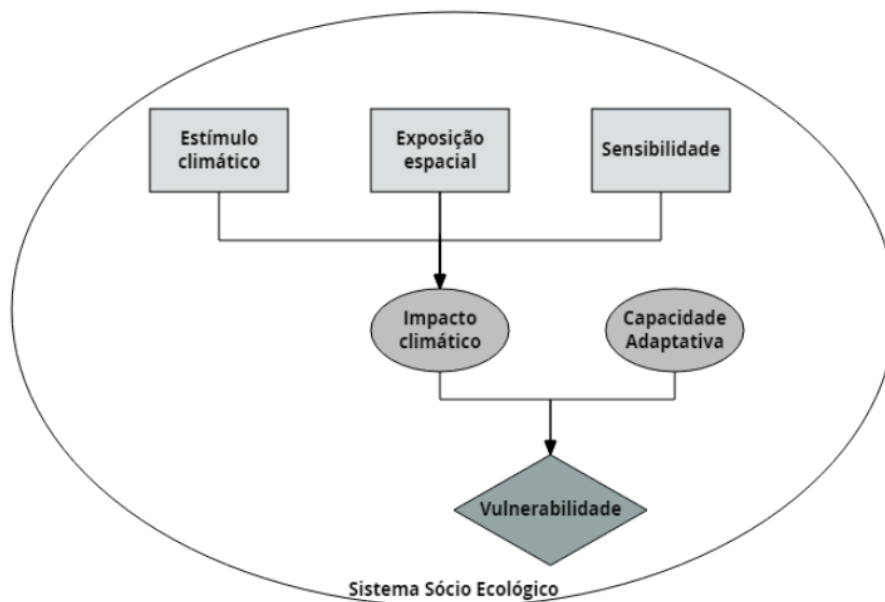 Estímulo
climático
Exposição
espacial
Sensibilidade
Impacto
climático
Capacidade
Adaptativa
Vulnerabilidade
Sistema Sócio Ecológico